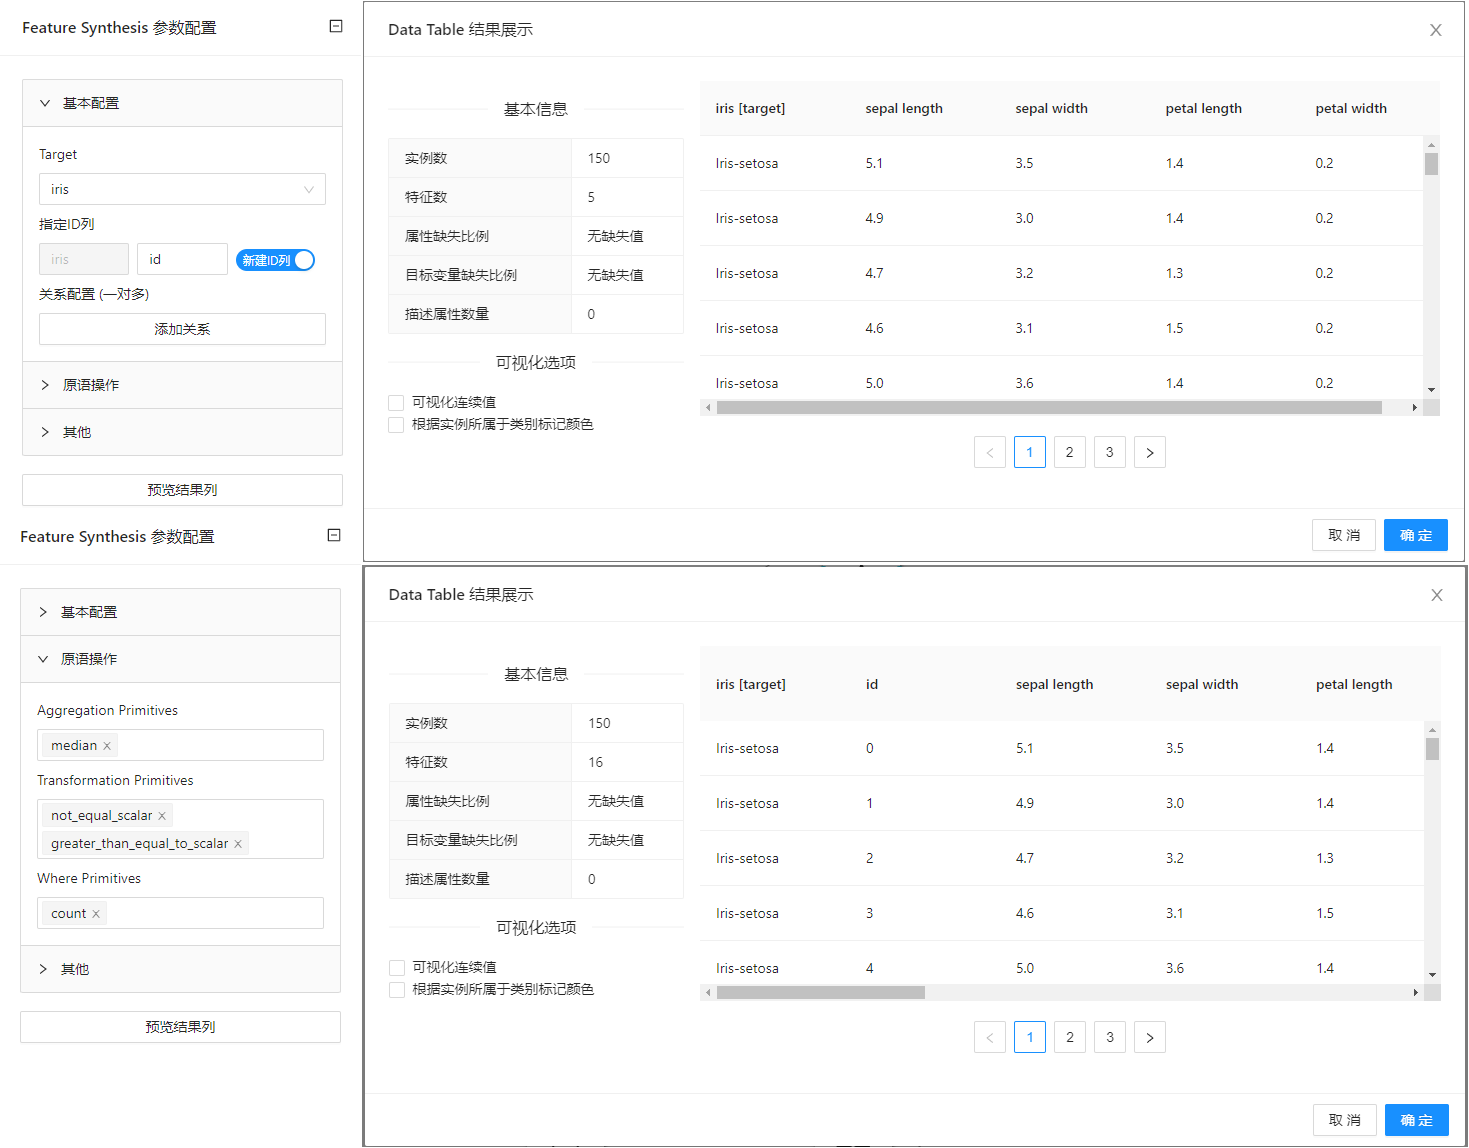 Feature Synthesis 参数配置
基本配置
Target
iris
指定ID列
iris id 新建ID列
关系配置 (一对多)
添加关系
原语操作
其他
预览结果列
Data Table 结果展示
基本信息
实例数 150
特征数 5
属性缺失比例 无缺失值
目标变量缺失比例 无缺失值
描述属性数量 0
可视化选项
可视化连续值
根据实例所属于类别标记颜色
iris [target] sepal length sepal width petal length petal width
Iris-setosa 5.1 3.5 1.4 0.2
Iris-setosa 4.9 3.0 1.4 0.2
Iris-setosa 4.7 3.2 1.3 0.2
Iris-setosa 4.6 3.1 1.5 0.2
Iris-setosa 5.0 3.6 1.4 0.2
< 1 2 3 >
取 消 确 定
Feature Synthesis 参数配置
基本配置
原语操作
Aggregation Primitives
median ×
Transformation Primitives
not_equal_scalar ×
greater_than_equal_to_scalar ×
Where Primitives
count ×
其他
预览结果列
Data Table 结果展示
基本信息
实例数 150
特征数 16
属性缺失比例 无缺失值
目标变量缺失比例 无缺失值
描述属性数量 0
可视化选项
可视化连续值
根据实例所属于类别标记颜色
iris [target] id sepal length sepal width petal length
Iris-setosa 0 5.1 3.5 1.4
Iris-setosa 1 4.9 3.0 1.4
Iris-setosa 2 4.7 3.2 1.3
Iris-setosa 3 4.6 3.1 1.5
Iris-setosa 4 5.0 3.6 1.4
< 1 2 3 >
取 消 确 定